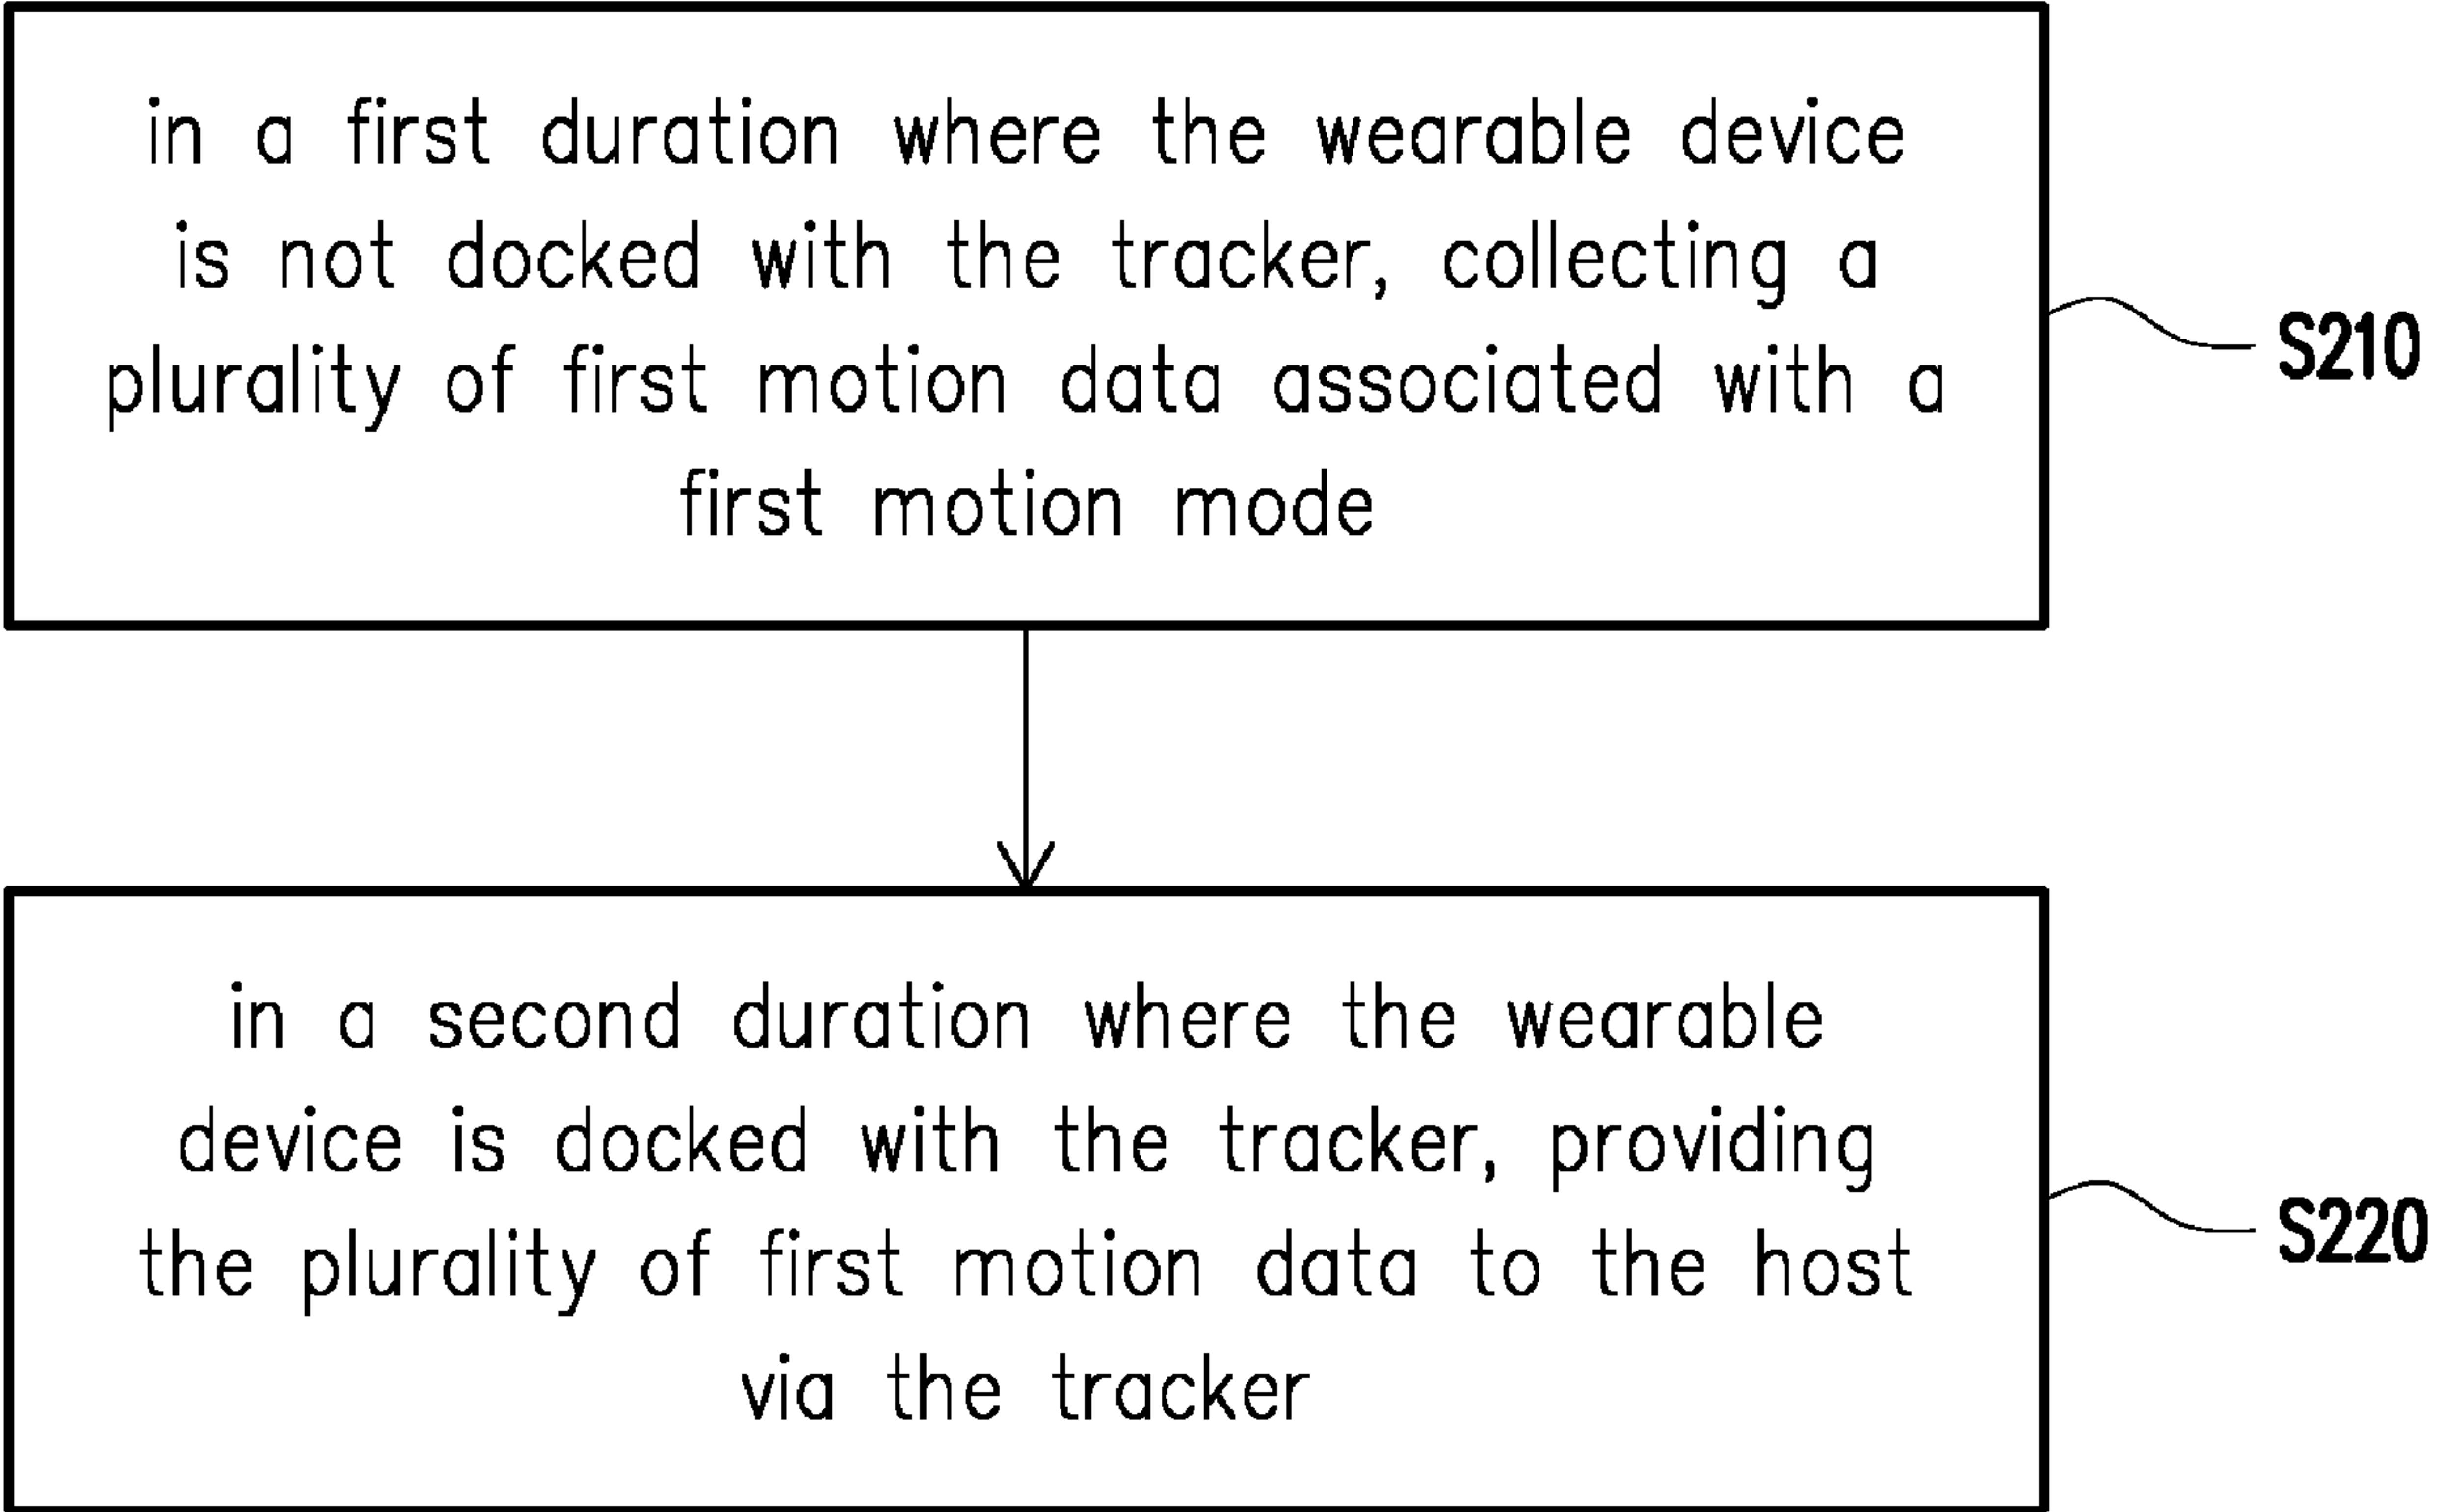 in a first duration where the wearable device
is not docked with the tracker, collecting a
plurality of first motion data associated with a
first motion mode
S210
in a second duration where the wearable
device is docked with the tracker, providing
the plurality of first motion data to the host
via the tracker
S220